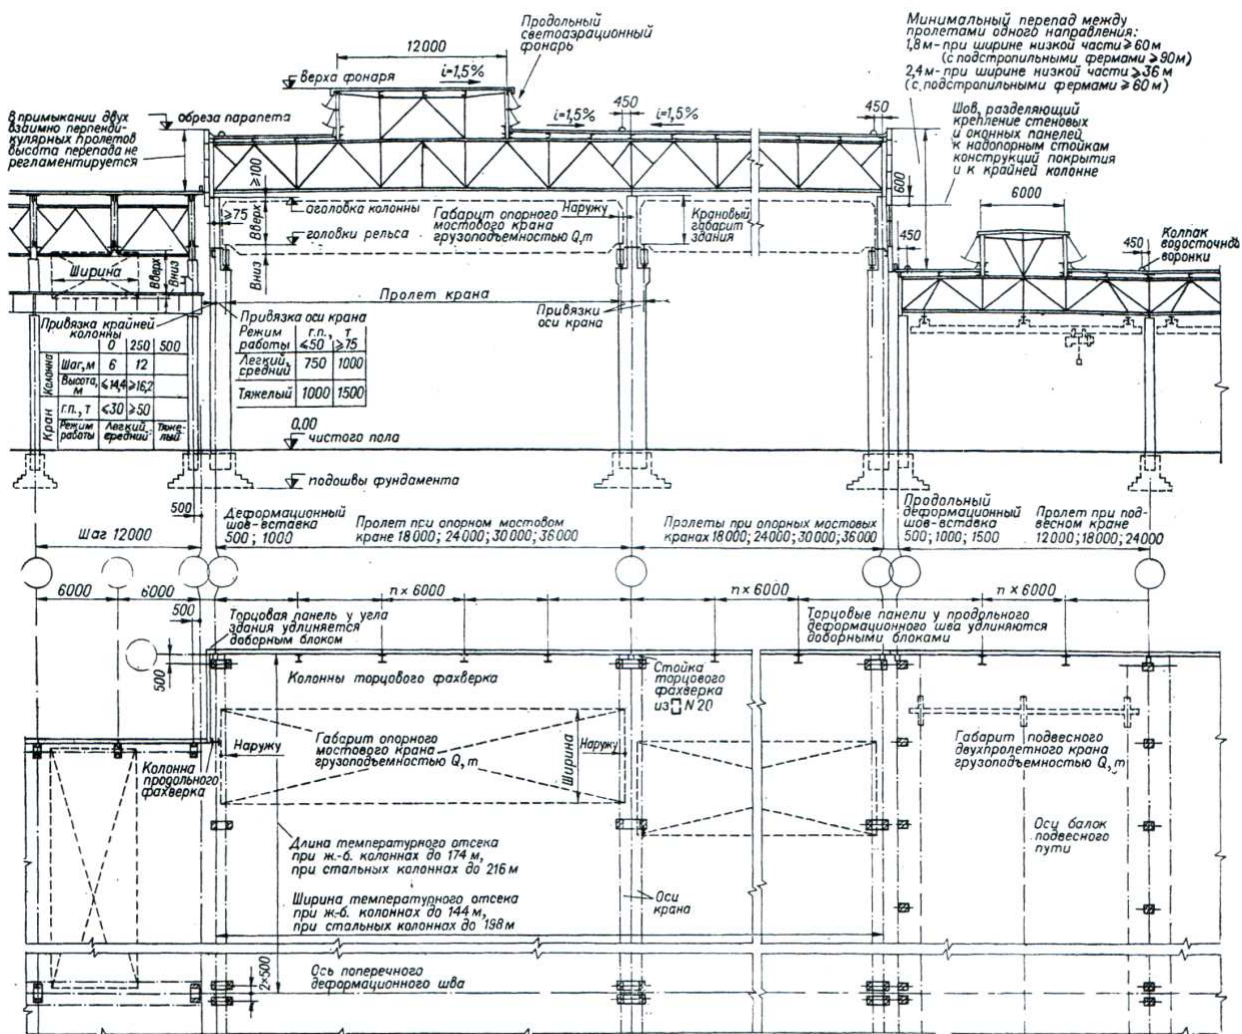 Продольный
светоаэрационный
фонарь
12000
i=1,5%
верха фонаря
Минимальный перепад между
пролетами одного направления:
1,8м-при ширине низкой части ⩾ 60м
(с подстропильными фермами ⩾ 90м)
2,4м-при ширине низкой части ⩾ 36м
(с подстропильными фермами ⩾ 60м)
В примыкании двух
взаимно перпенди-
кулярных пролетов
высота перепада не
регламентируется
обреза парапета
i=1,5%
450
i=1,5%
450
Шов, разделяющий
крепление стеновых
и оконных панелей
к надопорным стойкам
конструкций покрытия
и к крайней колонне
⩾100
600
6000
⩾75
Вверх
оголовка колонны
Габарит опорного
мостового крана
грузоподъемностью Q,т
Наружу
Крановый
габарит
здания
головки рельса
Вниз
450
450
Колпак
водосточной
воронки
Ширина
Вверх
Вниз
Пролет крана
Привязки
оси крана
Привязка крайней
колонны
0 250 500
Колонна
Шаг, м 6 12
Высота, м ⩽14,4 ⩾16,2
Кран
г.п., т ⩽30 ⩾50
Режим работы Легкий, средний Тяже-лый
Привязка оси крана
Режим работы г.п., т
⩽50 ⩾75
Легкий, средний 750 1000
Тяжелый 1000 1500
0.00
чистого пола
подошвы фундамента
500
Шаг 12000
Деформационный
шов-вставка
500; 1000
Пролет при опорном мостовом
кране 18000; 24000; 30000; 36000
Пролеты при опорных мостовых
кранах 18000; 24000; 30000; 36000
Продольный
деформационный
шов-вставка
500; 1000; 1500
Пролет при под-
весном кране
12000; 18000; 24000
6000
6000
n×6000
n×6000
n×6000
500
Торцовая панель у угла
здания удлиняется
доборным блоком
Торцовые панели у продольного
деформационного шва удлиняются
доборными блоками
500
Колонны торцового фахверка
Стойка
торцового
фахверка
из [] N20
Наружу
Габарит опорного
мостового крана
грузоподъемностью Q,т
Ширина
Наружу
Габарит подвесного
двухпролетного крана
грузоподъемностью Q,т
Колонна
продольного
фахверка
Оси балок
подвесного
пути
Длина температурного отсека
при ж.-б. колоннах до 174 м,
при стальных колоннах до 216 м
Ширина температурного отсека
при ж.-б. колоннах до 144 м,
при стальных колоннах до 198 м
Оси
крана
2×500
Ось поперечного
деформационного шва